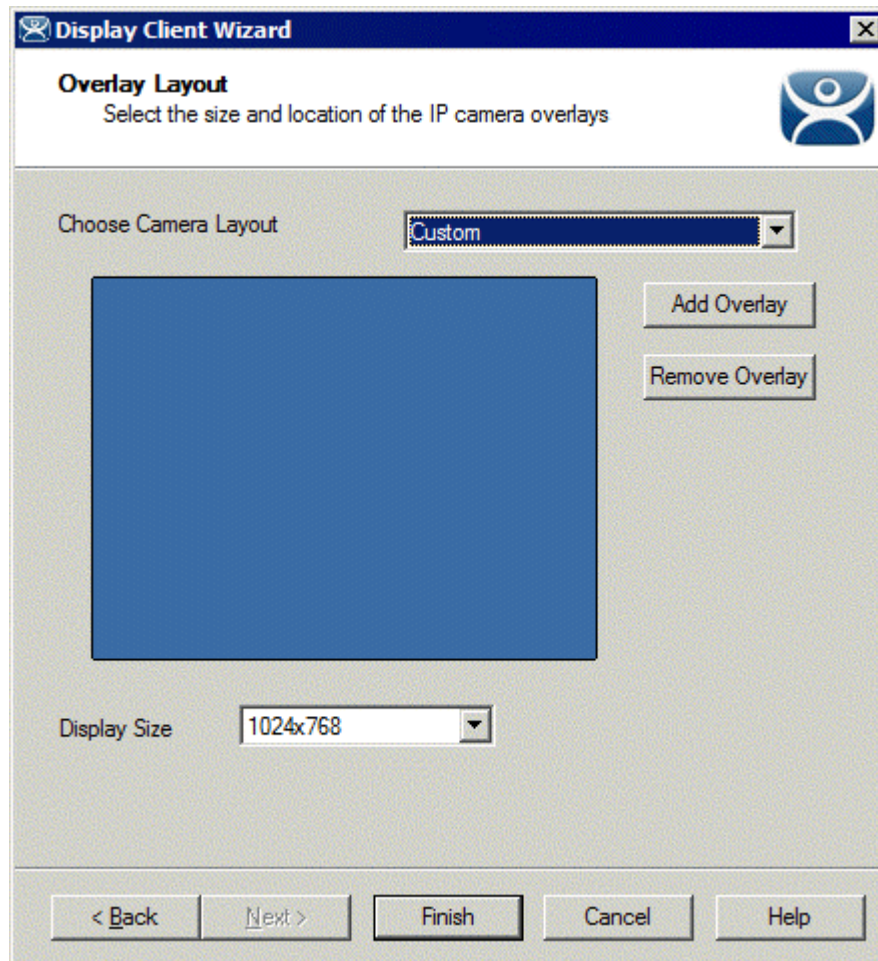 Display Client Wizard
Overlay Layout
Select the size and location of the IP camera overlays
Choose Camera Layout
Custom
Add Overlay
Remove Overlay
Display Size
1024x768
< Back
Next >
Finish
Cancel
Help